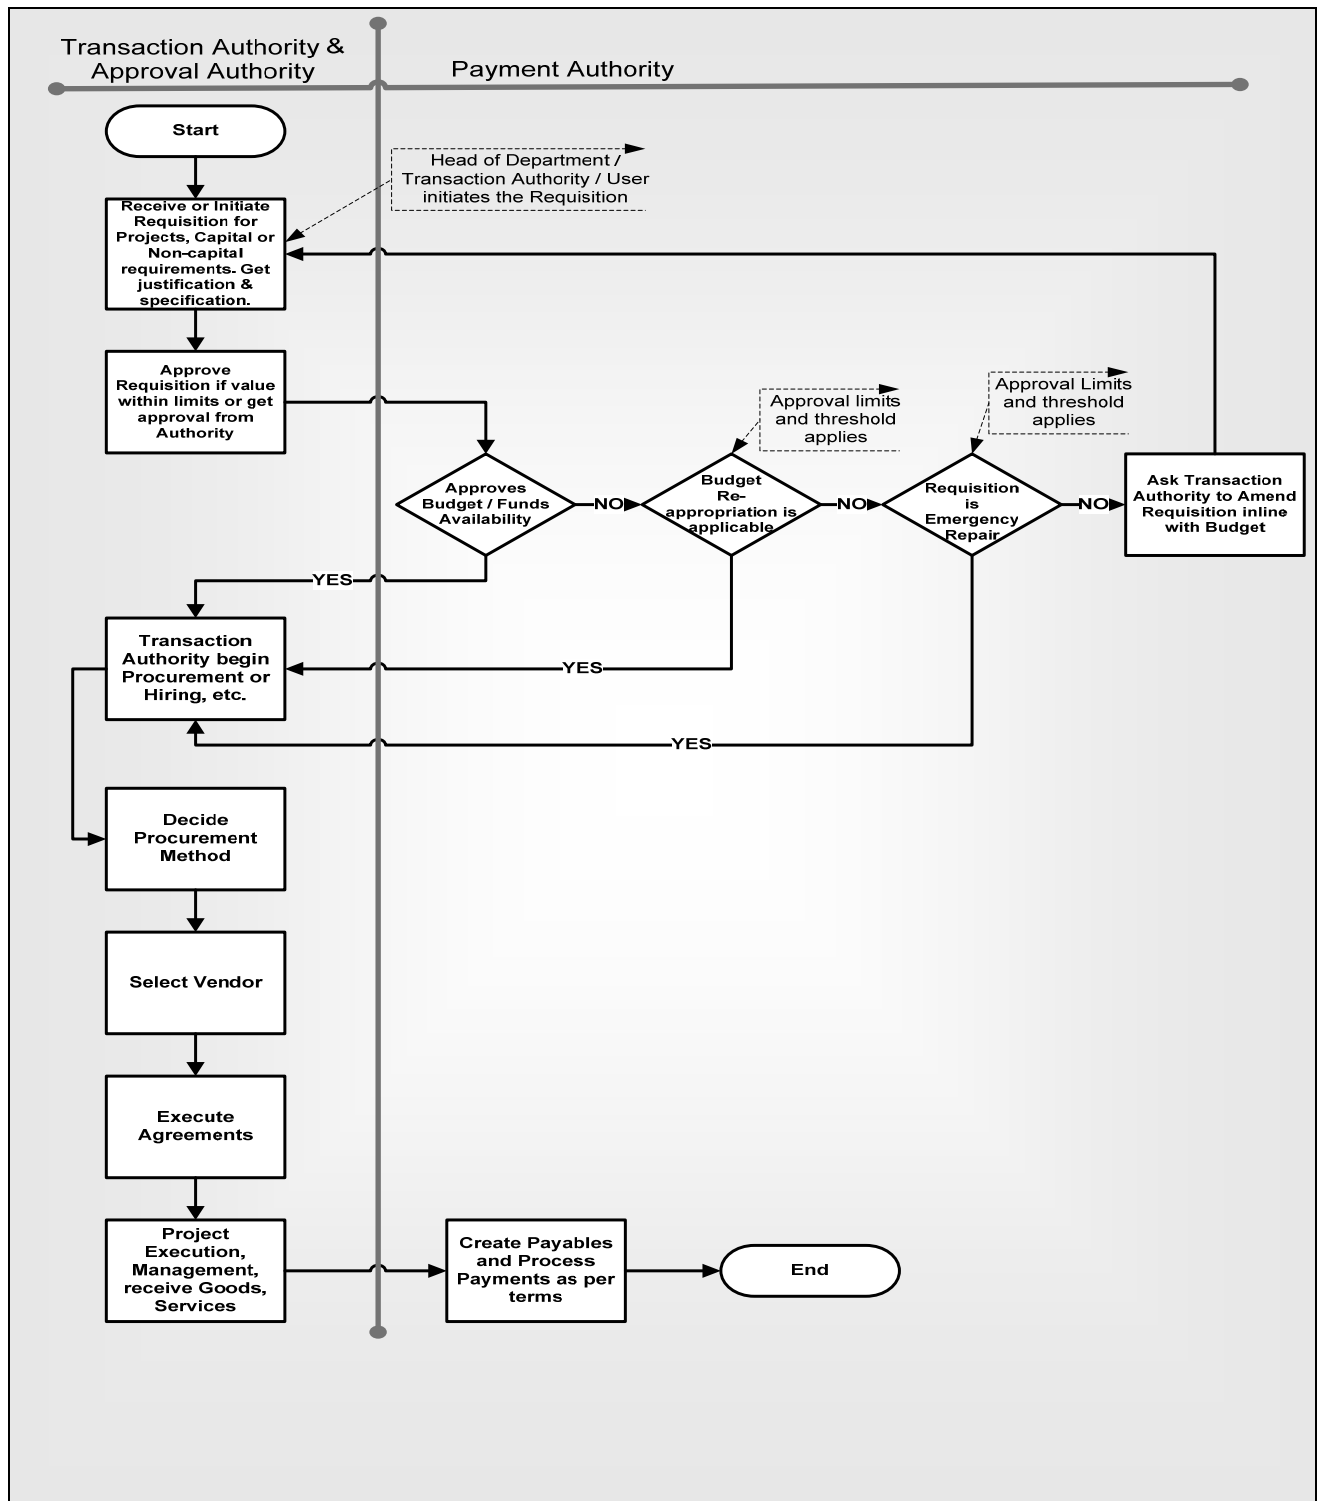 Transaction Authority &
Approval Authority
Payment Authority
Start
Head of Department /
Transaction Authority / User
initiates the Requisition
Receive or Initiate
Requisition for
Projects, Capital or
Non-capital
requirements. Get
justification &
specification.
Approve
Requisition if value
within limits or get
approval from
Authority
Approval limits
and threshold
applies
Approval Limits
and threshold
applies
Approves
Budget / Funds
Availability
NO
Budget
Re-
appropriation is
applicable
NO
Requisition
is
Emergency
Repair
NO
Ask Transaction
Authority to Amend
Requisition inline
with Budget
YES
Transaction
Authority begin
Procurement or
Hiring, etc.
YES
YES
Decide
Procurement
Method
Select Vendor
Execute
Agreements
Project
Execution,
Management,
receive Goods,
Services
Create Payables
and Process
Payments as per
terms
End